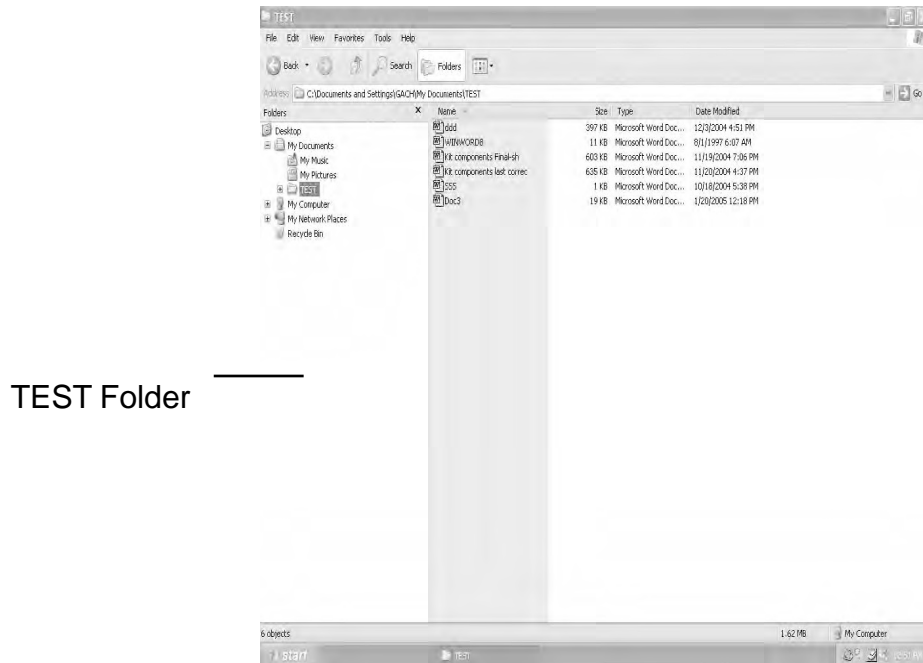 TEST
File Edit View Favorites Tools Help
Back Search Folders
Address C:\Documents and Settings\GACH\My Documents\TEST Go
Folders X Name Size Type Date Modified
Desktop
My Documents
My Music
My Pictures
TEST
My Computer
My Network Places
Recycle Bin
ddd 397 KB Microsoft Word Doc... 12/3/2004 4:51 PM
WINWORD8 11 KB Microsoft Word Doc... 8/1/1997 6:07 AM
Kit components Final-sh 603 KB Microsoft Word Doc... 11/19/2004 7:06 PM
Kit components last correc 635 KB Microsoft Word Doc... 11/20/2004 4:37 PM
SSS 1 KB Microsoft Word Doc... 10/18/2004 5:38 PM
Doc3 19 KB Microsoft Word Doc... 1/20/2005 12:18 PM
TEST Folder
6 objects 1.62 MB My Computer
start TEST